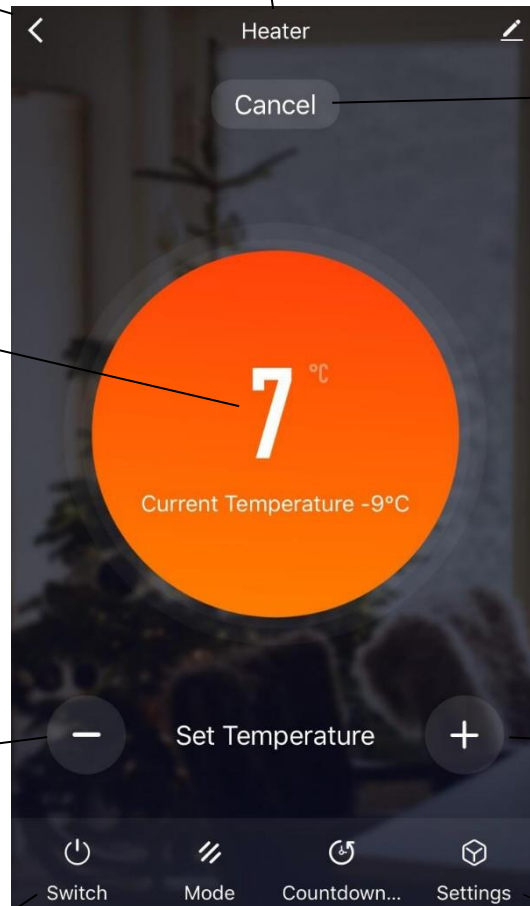 Heater
Cancel
7 °C
Current Temperature -9°C
Set Temperature
Switch Mode Countdown... Settings